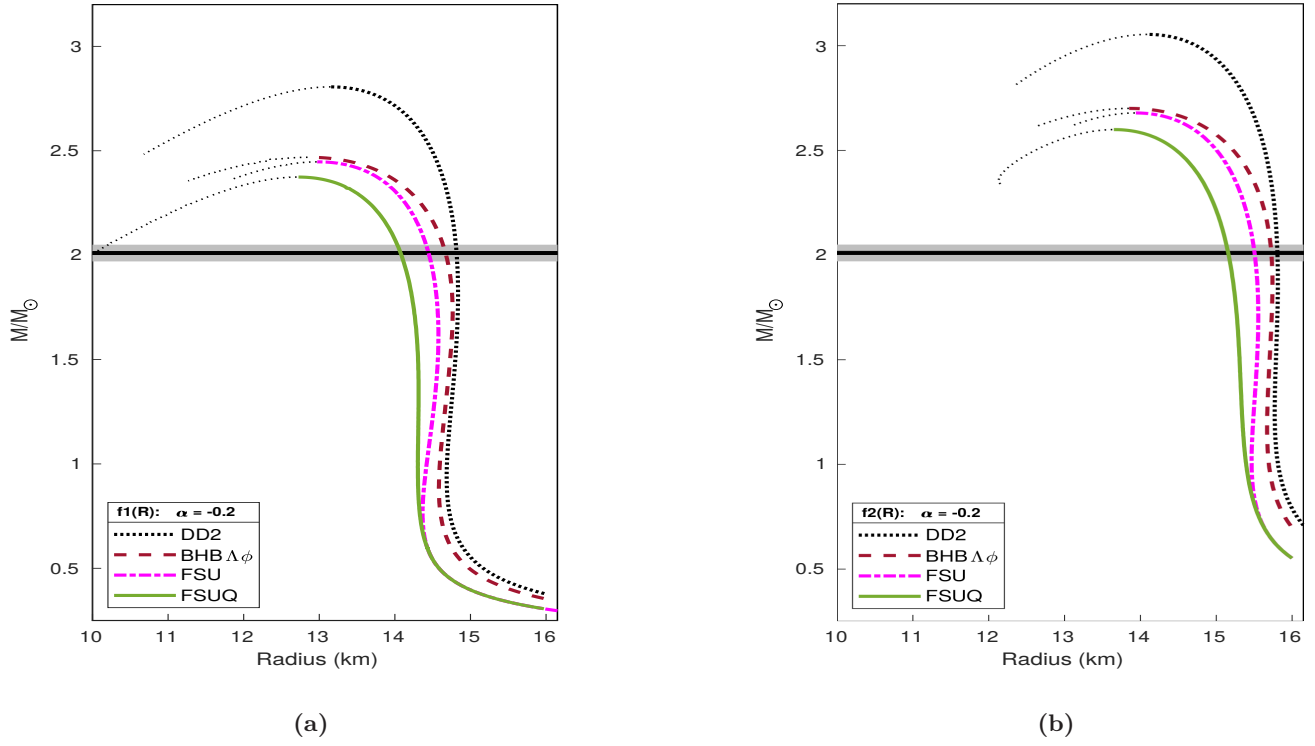 3
2.5
2
1.5
1
0.5
M/M⊙
10 11 12 13 14 15 16
Radius (km)
f1(R): α = -0.2
DD2
BHB Λϕ
FSU
FSUQ
(a)
3
2.5
2
1.5
1
0.5
M/M⊙
10 11 12 13 14 15 16
Radius (km)
f2(R): α = -0.2
DD2
BHB Λϕ
FSU
FSUQ
(b)